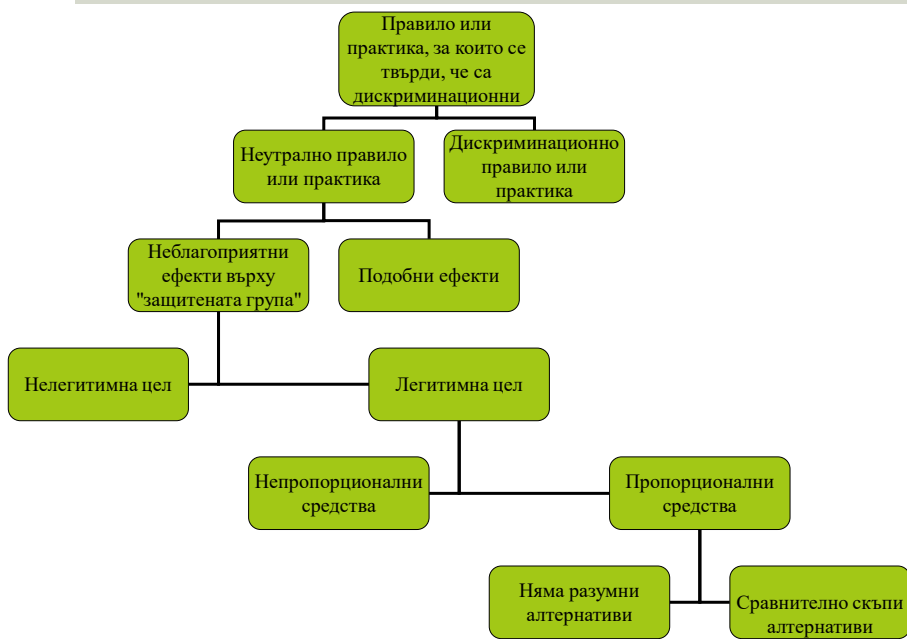 Правило или
практика, за които се
твърди, че са
дискриминационни
Неутрално правило
или практика
Дискриминационно
правило или
практика
Неблагоприятни
ефекти върху
"защитената група"
Подобни ефекти
Нелегитимна цел
Легитимна цел
Непропорционални
средства
Пропорционални
средства
Няма разумни
алтернативи
Сравнително скъпи
алтернативи